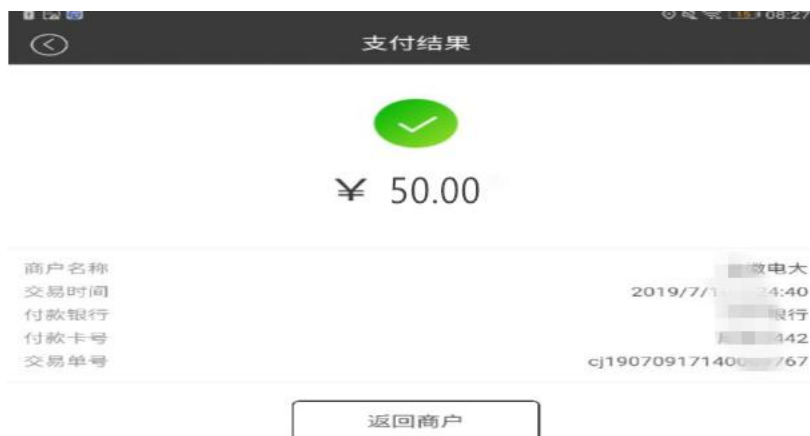 08:27
支付结果
¥ 50.00
商户名称 徽电大
交易时间 2019/7/1 24:40
付款银行 银行
付款卡号 442
交易单号 cj19070917140 767
返回商户